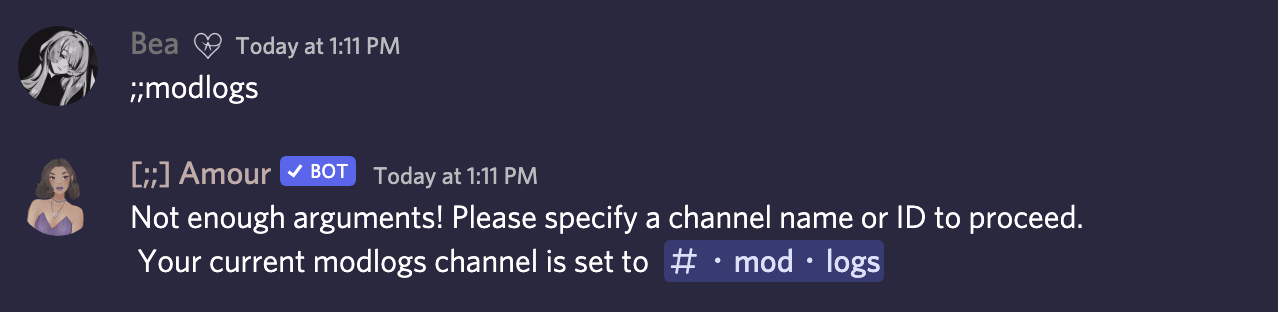 Bea Today at 1:11 PM
;;modlogs
[;;] Amour BOT Today at 1:11 PM
Not enough arguments! Please specify a channel name or ID to proceed.
Your current modlogs channel is set to # · mod · logs